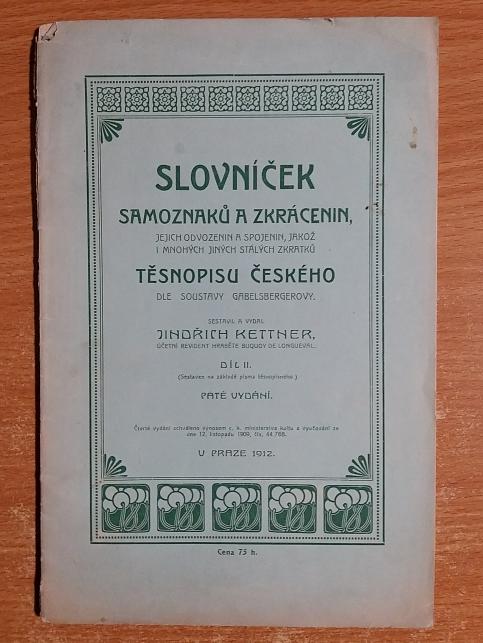 SLOVNÍČEK
SAMOZNAKŮ A ZKRÁCENIN,
JEJICH ODVOZENIN A SPOJENIN, JAKOŽ
I MNOHÝCH JINÝCH STÁLÝCH ZKRATKŮ
TĚSNOPISU ČESKÉHO
DLE SOUSTAVY GABELSBERGEROVY.
SESTAVIL A VYDAL
JINDŘICH KETTNER,
ÚČETNÍ REVIDENT HRABĚTE BUQUOY DE LONGUEVAL.
DÍL II.
(Sestaven na základě písma těsnopisného.)
PÁTÉ VYDÁNÍ.
Čtvrté vydání schváleno výnosem c. k. ministerstva kultu a vyučování ze
dne 12. listopadu 1909, čís. 44.768.
V PRAZE 1912.
Cena 75 h.